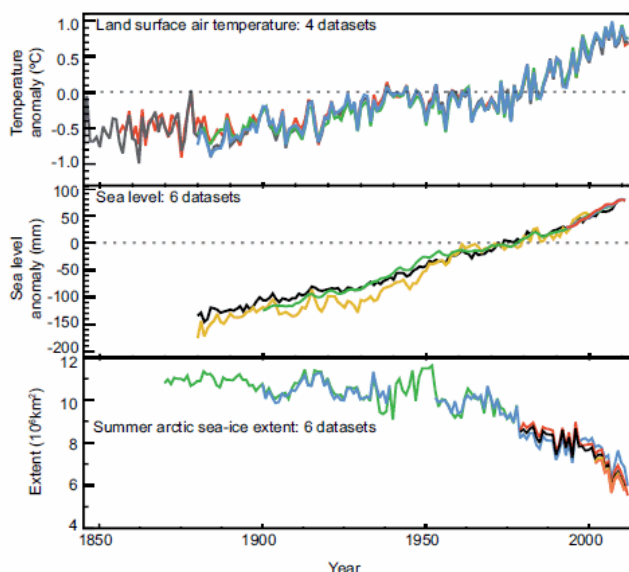 Land surface air temperature: 4 datasets
1.0
0.5
0.0
-0.5
-1.0
Temperature
anomaly (ºC)
Sea level: 6 datasets
100
50
0
-50
-100
-150
-200
Sea level
anomaly (mm)
12
10
8
6
4
Extent (10⁶km²)
Summer arctic sea-ice extent: 6 datasets
1850 1900 1950 2000
Year